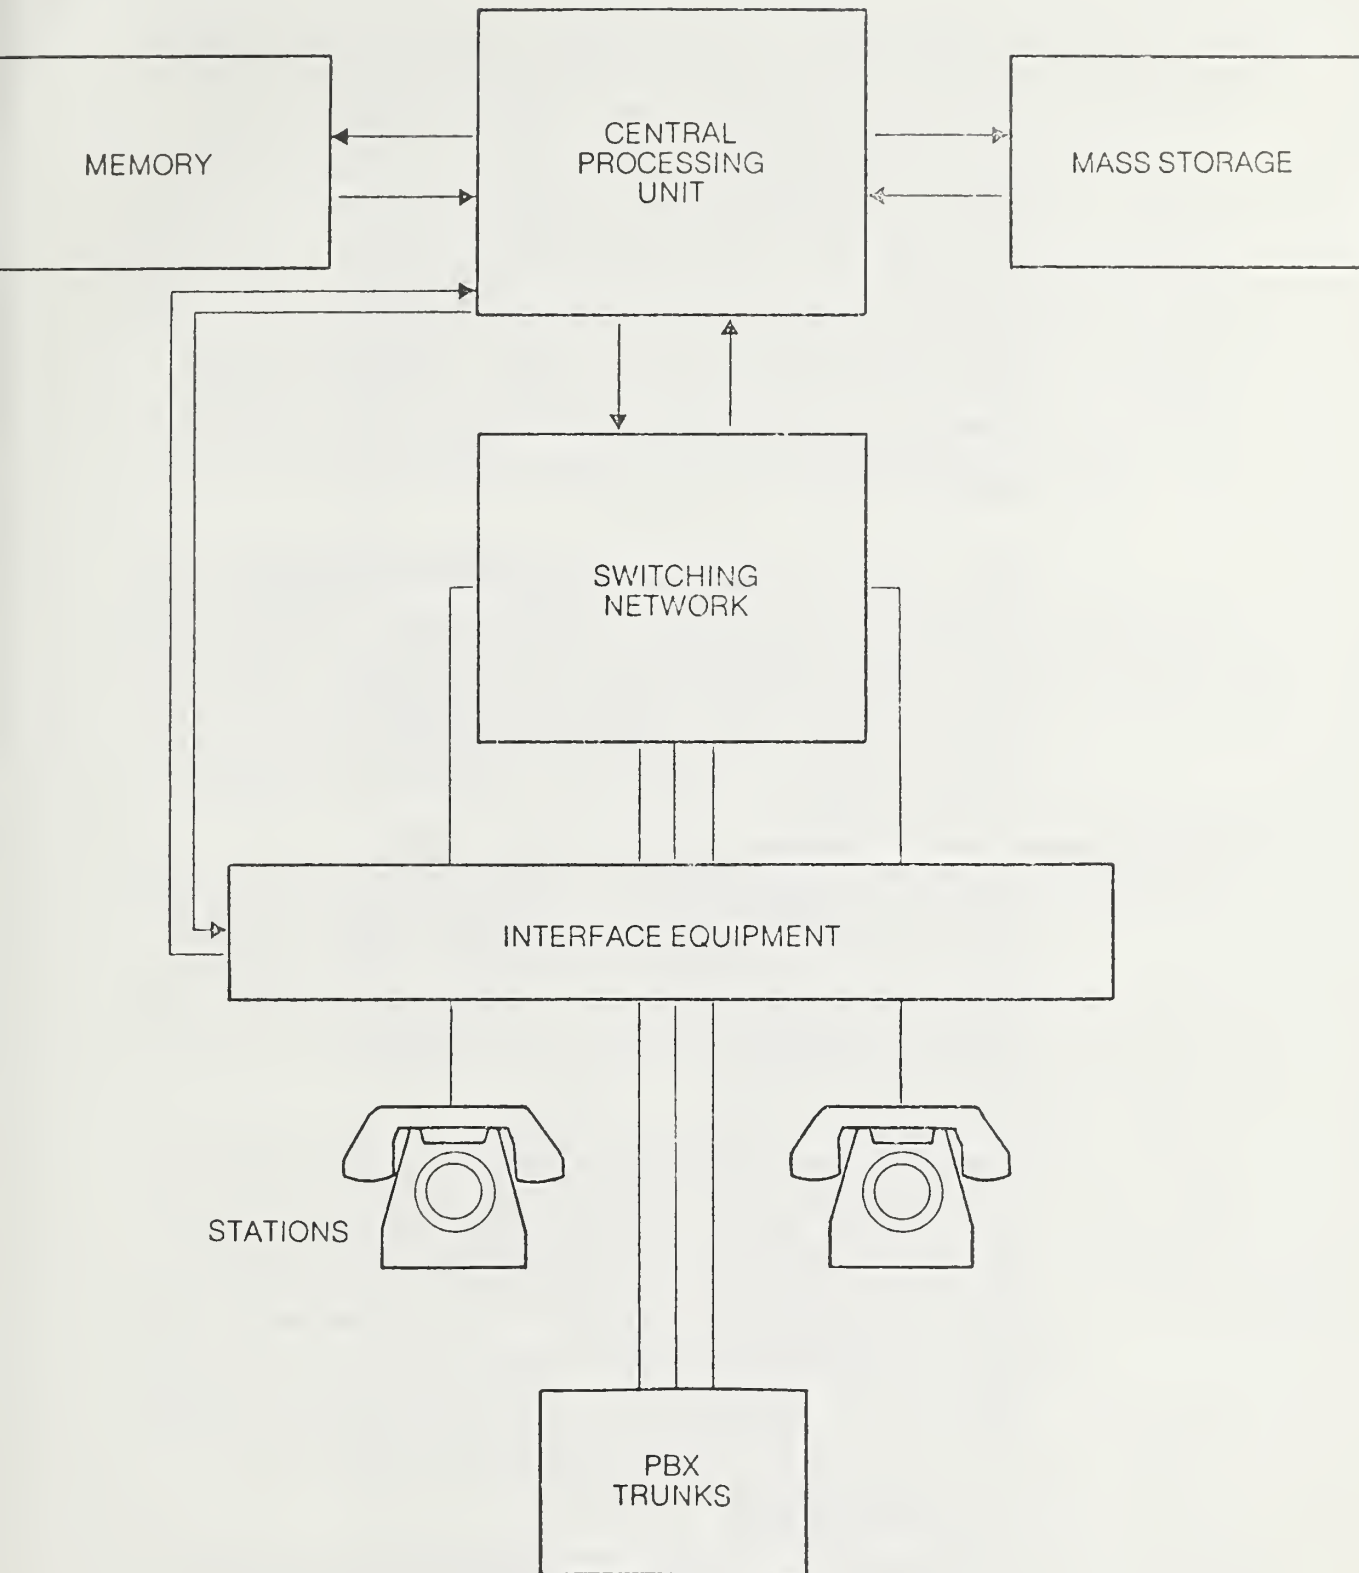 MEMORY
CENTRAL
PROCESSING
UNIT
MASS STORAGE
SWITCHING
NETWORK
INTERFACE EQUIPMENT
STATIONS
PBX
TRUNKS